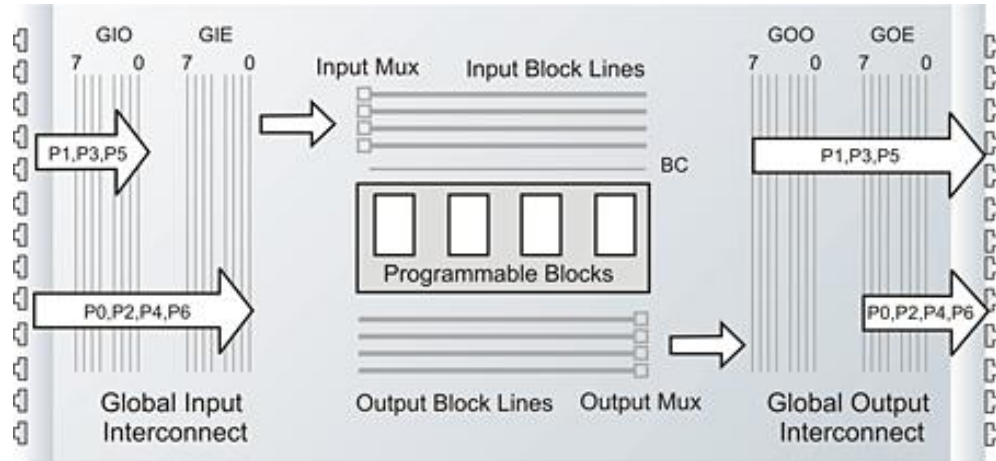 GIO GIE
7 0 7 0
Input Mux Input Block Lines
GOO GOE
7 0 7 0
P1,P3,P5
BC
P1,P3,P5
Programmable Blocks
P0,P2,P4,P6
P0,P2,P4,P6
Global Input
Interconnect
Output Block Lines Output Mux
Global Output
Interconnect